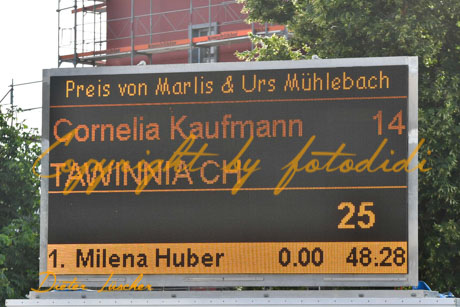 Preis von Marlis & Urs Mühlebach
Cornelia Kaufmann 14
TAWINNIA CH
Copyright by fotodidi
25
1. Milena Huber 0.00 48:28
Dieter